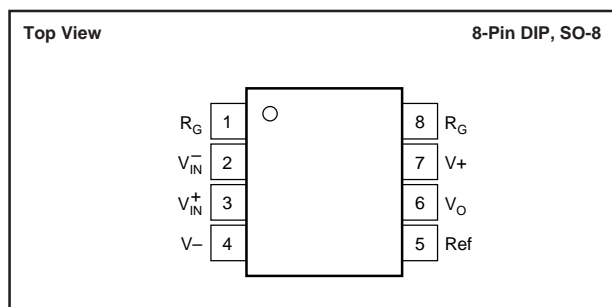 Top View 8-Pin DIP, SO-8
R_G 1 8 R_G
V_IN^– 2 7 V+
V_IN^+ 3 6 V_O
V– 4 5 Ref